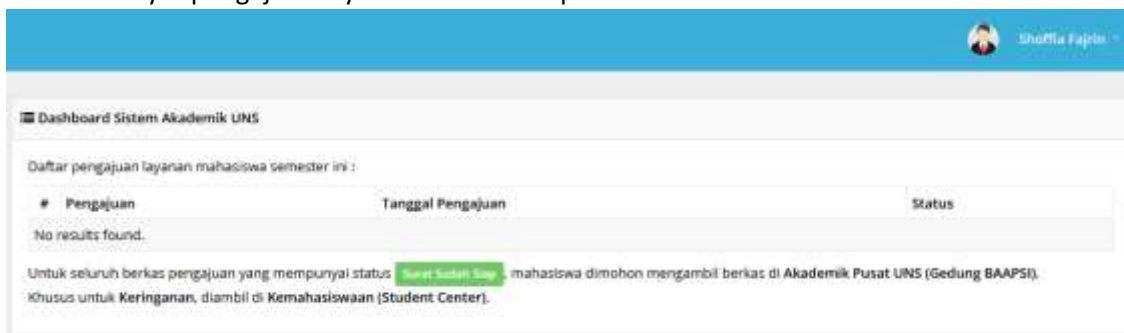 Shoffia Fajrin
Dashboard Sistem Akademik UNS
Daftar pengajuan layanan mahasiswa semester ini :
# Pengajuan Tanggal Pengajuan Status
No results found.
Untuk seluruh berkas pengajuan yang mempunyai status Surat Sudah Siap , mahasiswa dimohon mengambil berkas di Akademik Pusat UNS (Gedung BAAPSI).
Khusus untuk Keringanan, diambil di Kemahasiswaan (Student Center).